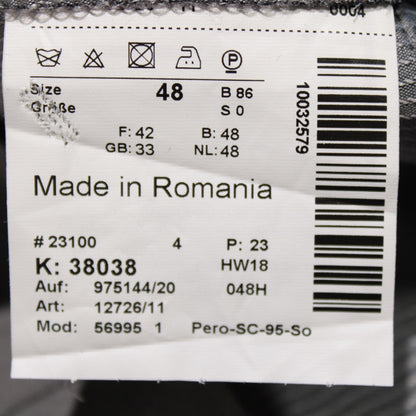 0004
P
Size 48 B 86
Größe S 0
F: 42 B: 48
GB: 33 NL: 48
10032579
Made in Romania
# 23100 4 P: 23
K: 38038 HW18
Auf: 975144/20 048H
Art: 12726/11
Mod: 56995 1 Pero-SC-95-So